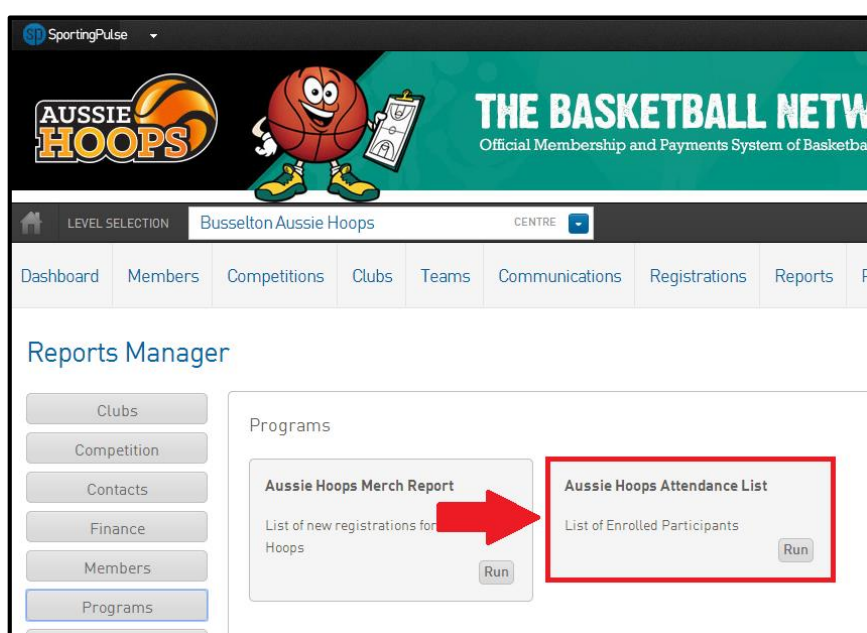 sp SportingPulse
AUSSIE
HOOPS
THE BASKETBALL
Official Membership and Payments System of
LEVEL SELECTION Busselton Aussie Hoops CENTRE
Dashboard Members Competitions Clubs Teams Communications Registrations Reports
Reports Manager
Clubs
Competition
Contacts
Finance
Members
Programs
Programs
Aussie Hoops Merch Report
List of new registrations for
Hoops
Run
Aussie Hoops Attendance List
List of Enrolled Participants
Run